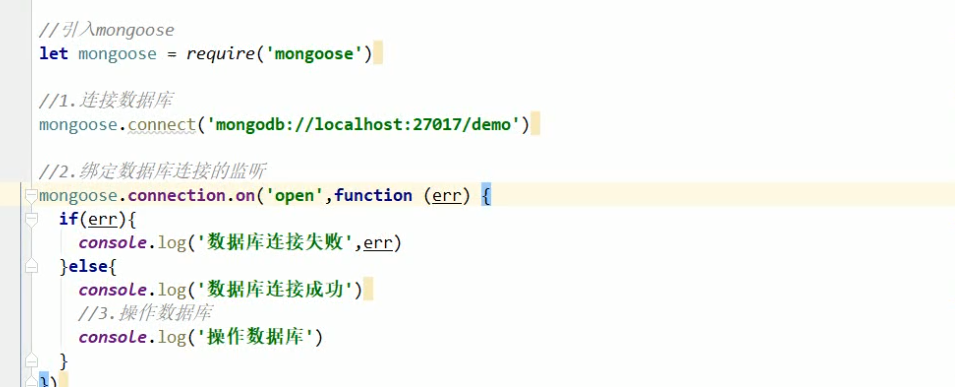 //引入mongoose
let mongoose = require('mongoose')
//1.连接数据库
mongoose.connect('mongodb://localhost:27017/demo')
//2.绑定数据库连接的监听
mongoose.connection.on('open',function (err) {
if(err){
console.log('数据库连接失败',err)
}else{
console.log('数据库连接成功')
//3.操作数据库
console.log('操作数据库')
}
})